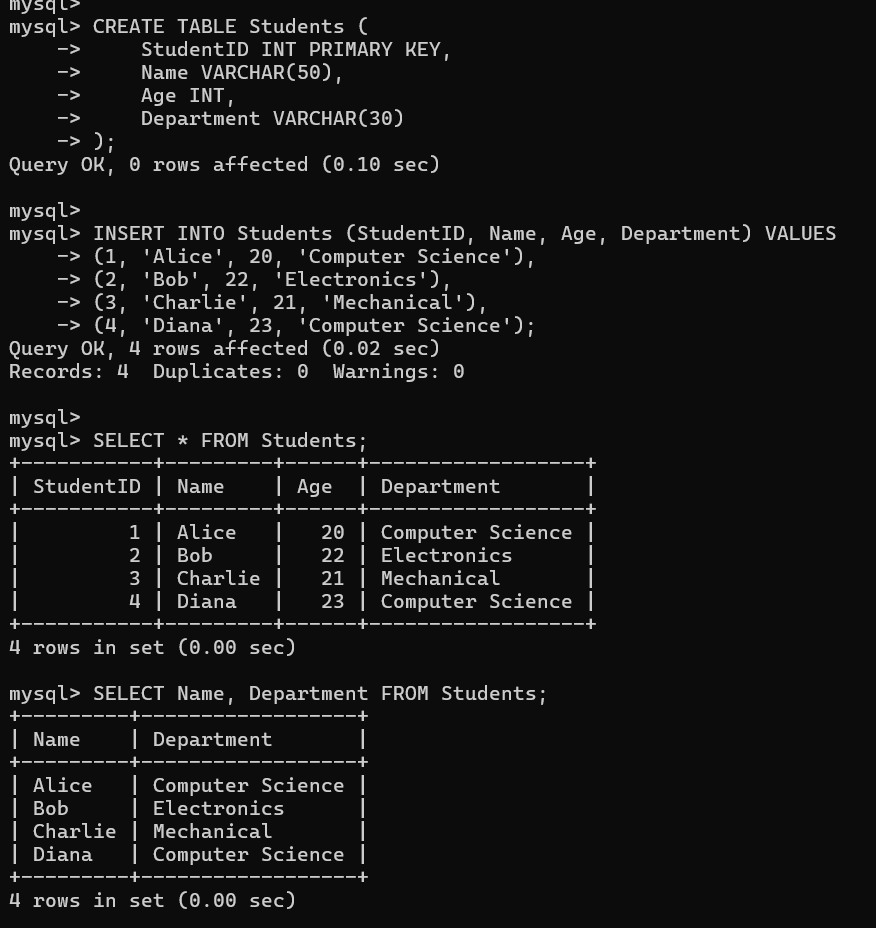 mysql>
mysql> CREATE TABLE Students (
    ->     StudentID INT PRIMARY KEY,
    ->     Name VARCHAR(50),
    ->     Age INT,
    ->     Department VARCHAR(30)
    -> );
Query OK, 0 rows affected (0.10 sec)

mysql>
mysql> INSERT INTO Students (StudentID, Name, Age, Department) VALUES
    -> (1, 'Alice', 20, 'Computer Science'),
    -> (2, 'Bob', 22, 'Electronics'),
    -> (3, 'Charlie', 21, 'Mechanical'),
    -> (4, 'Diana', 23, 'Computer Science');
Query OK, 4 rows affected (0.02 sec)
Records: 4  Duplicates: 0  Warnings: 0

mysql>
mysql> SELECT * FROM Students;
+-----------+---------+------+------------------+
| StudentID | Name    | Age  | Department       |
+-----------+---------+------+------------------+
|         1 | Alice   |   20 | Computer Science |
|         2 | Bob     |   22 | Electronics      |
|         3 | Charlie |   21 | Mechanical       |
|         4 | Diana   |   23 | Computer Science |
+-----------+---------+------+------------------+
4 rows in set (0.00 sec)

mysql> SELECT Name, Department FROM Students;
+---------+------------------+
| Name    | Department       |
+---------+------------------+
| Alice   | Computer Science |
| Bob     | Electronics      |
| Charlie | Mechanical       |
| Diana   | Computer Science |
+---------+------------------+
4 rows in set (0.00 sec)